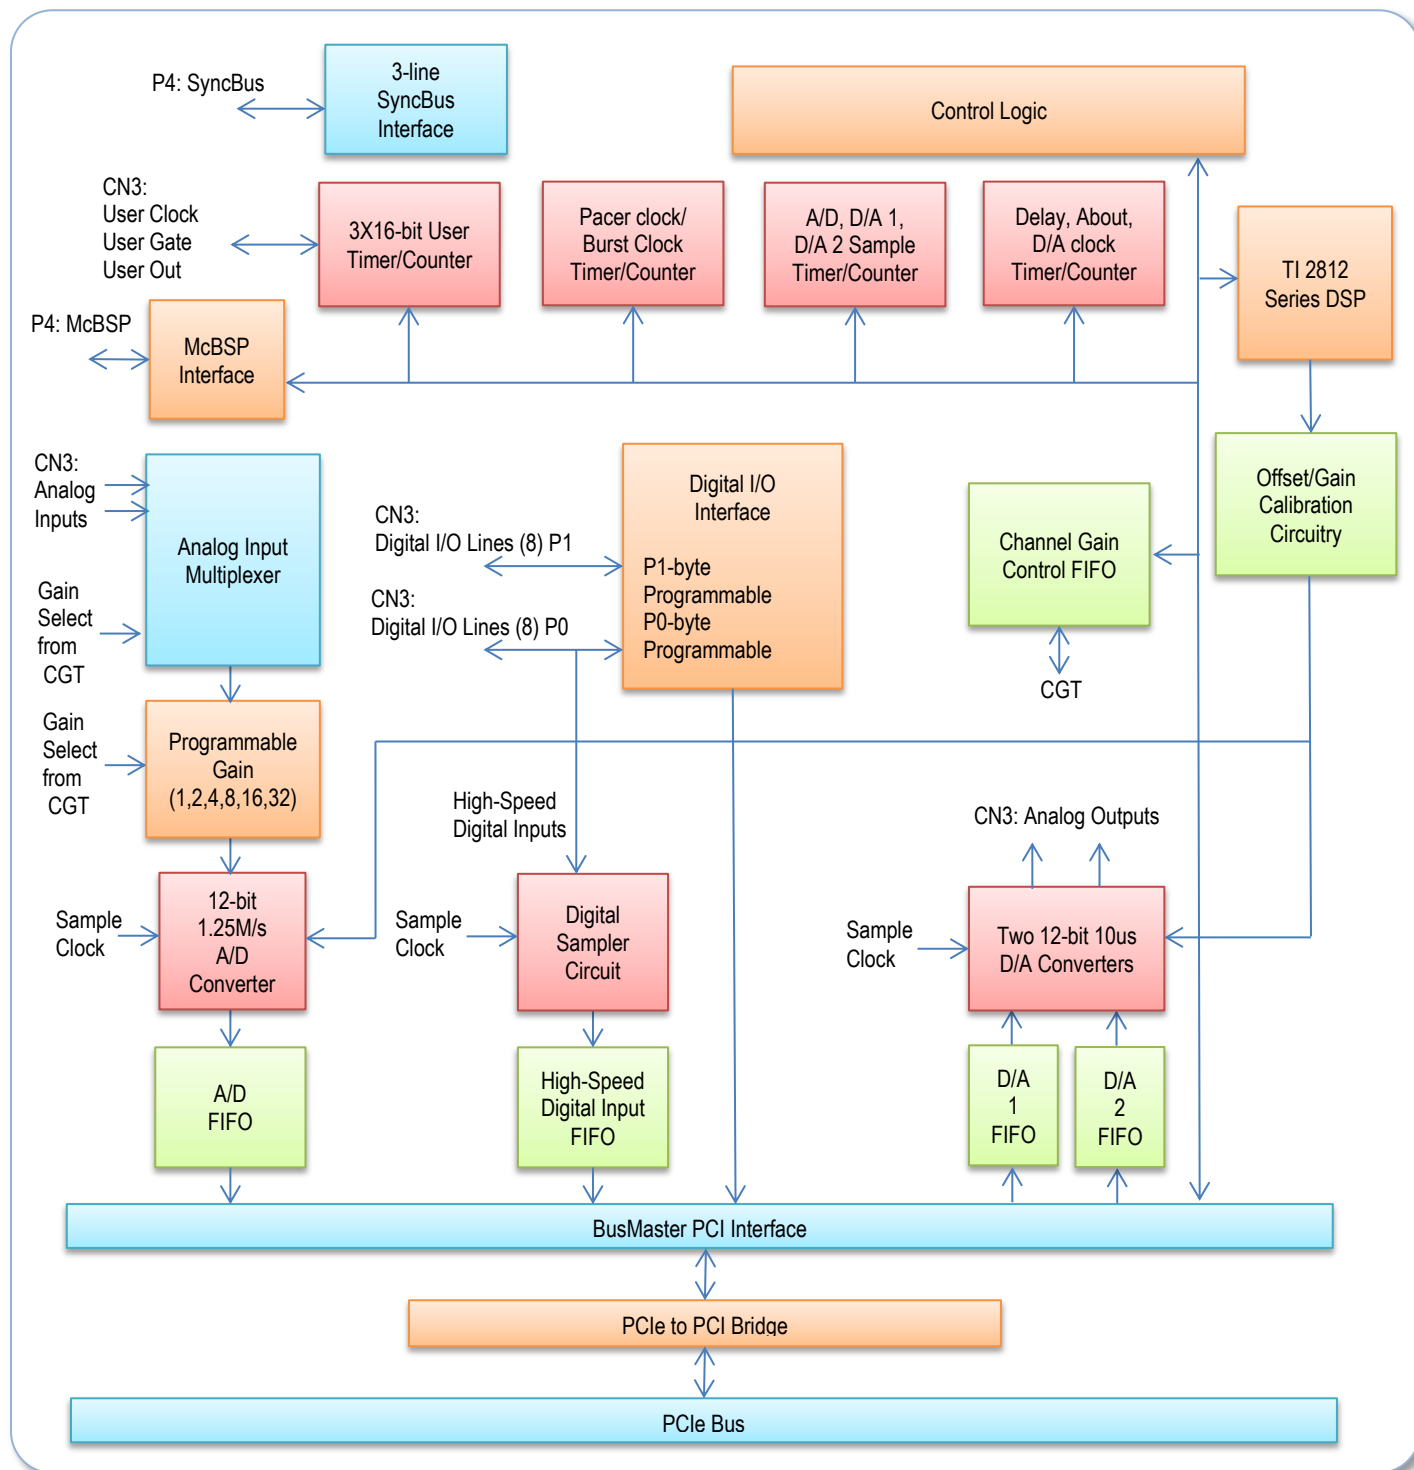 P4: SyncBus
3-line
SyncBus
Interface
Control Logic
CN3:
User Clock
User Gate
User Out
3X16-bit User
Timer/Counter
Pacer clock/
Burst Clock
Timer/Counter
A/D, D/A 1,
D/A 2 Sample
Timer/Counter
Delay, About,
D/A clock
Timer/Counter
TI 2812
Series DSP
P4: McBSP
McBSP
Interface
CN3:
Analog
Inputs
Gain
Select
from
CGT
Analog Input
Multiplexer
CN3:
Digital I/O Lines (8) P1
CN3:
Digital I/O Lines (8) P0
Digital I/O
Interface
P1-byte
Programmable
P0-byte
Programmable
Channel Gain
Control FIFO
CGT
Offset/Gain
Calibration
Circuitry
Gain
Select
from
CGT
Programmable
Gain
(1,2,4,8,16,32)
High-Speed
Digital Inputs
CN3: Analog Outputs
Sample
Clock
12-bit
1.25M/s
A/D
Converter
Sample
Clock
Digital
Sampler
Circuit
Sample
Clock
Two 12-bit 10us
D/A Converters
A/D
FIFO
High-Speed
Digital Input
FIFO
D/A
1
FIFO
D/A
2
FIFO
BusMaster PCI Interface
PCIe to PCI Bridge
PCIe Bus